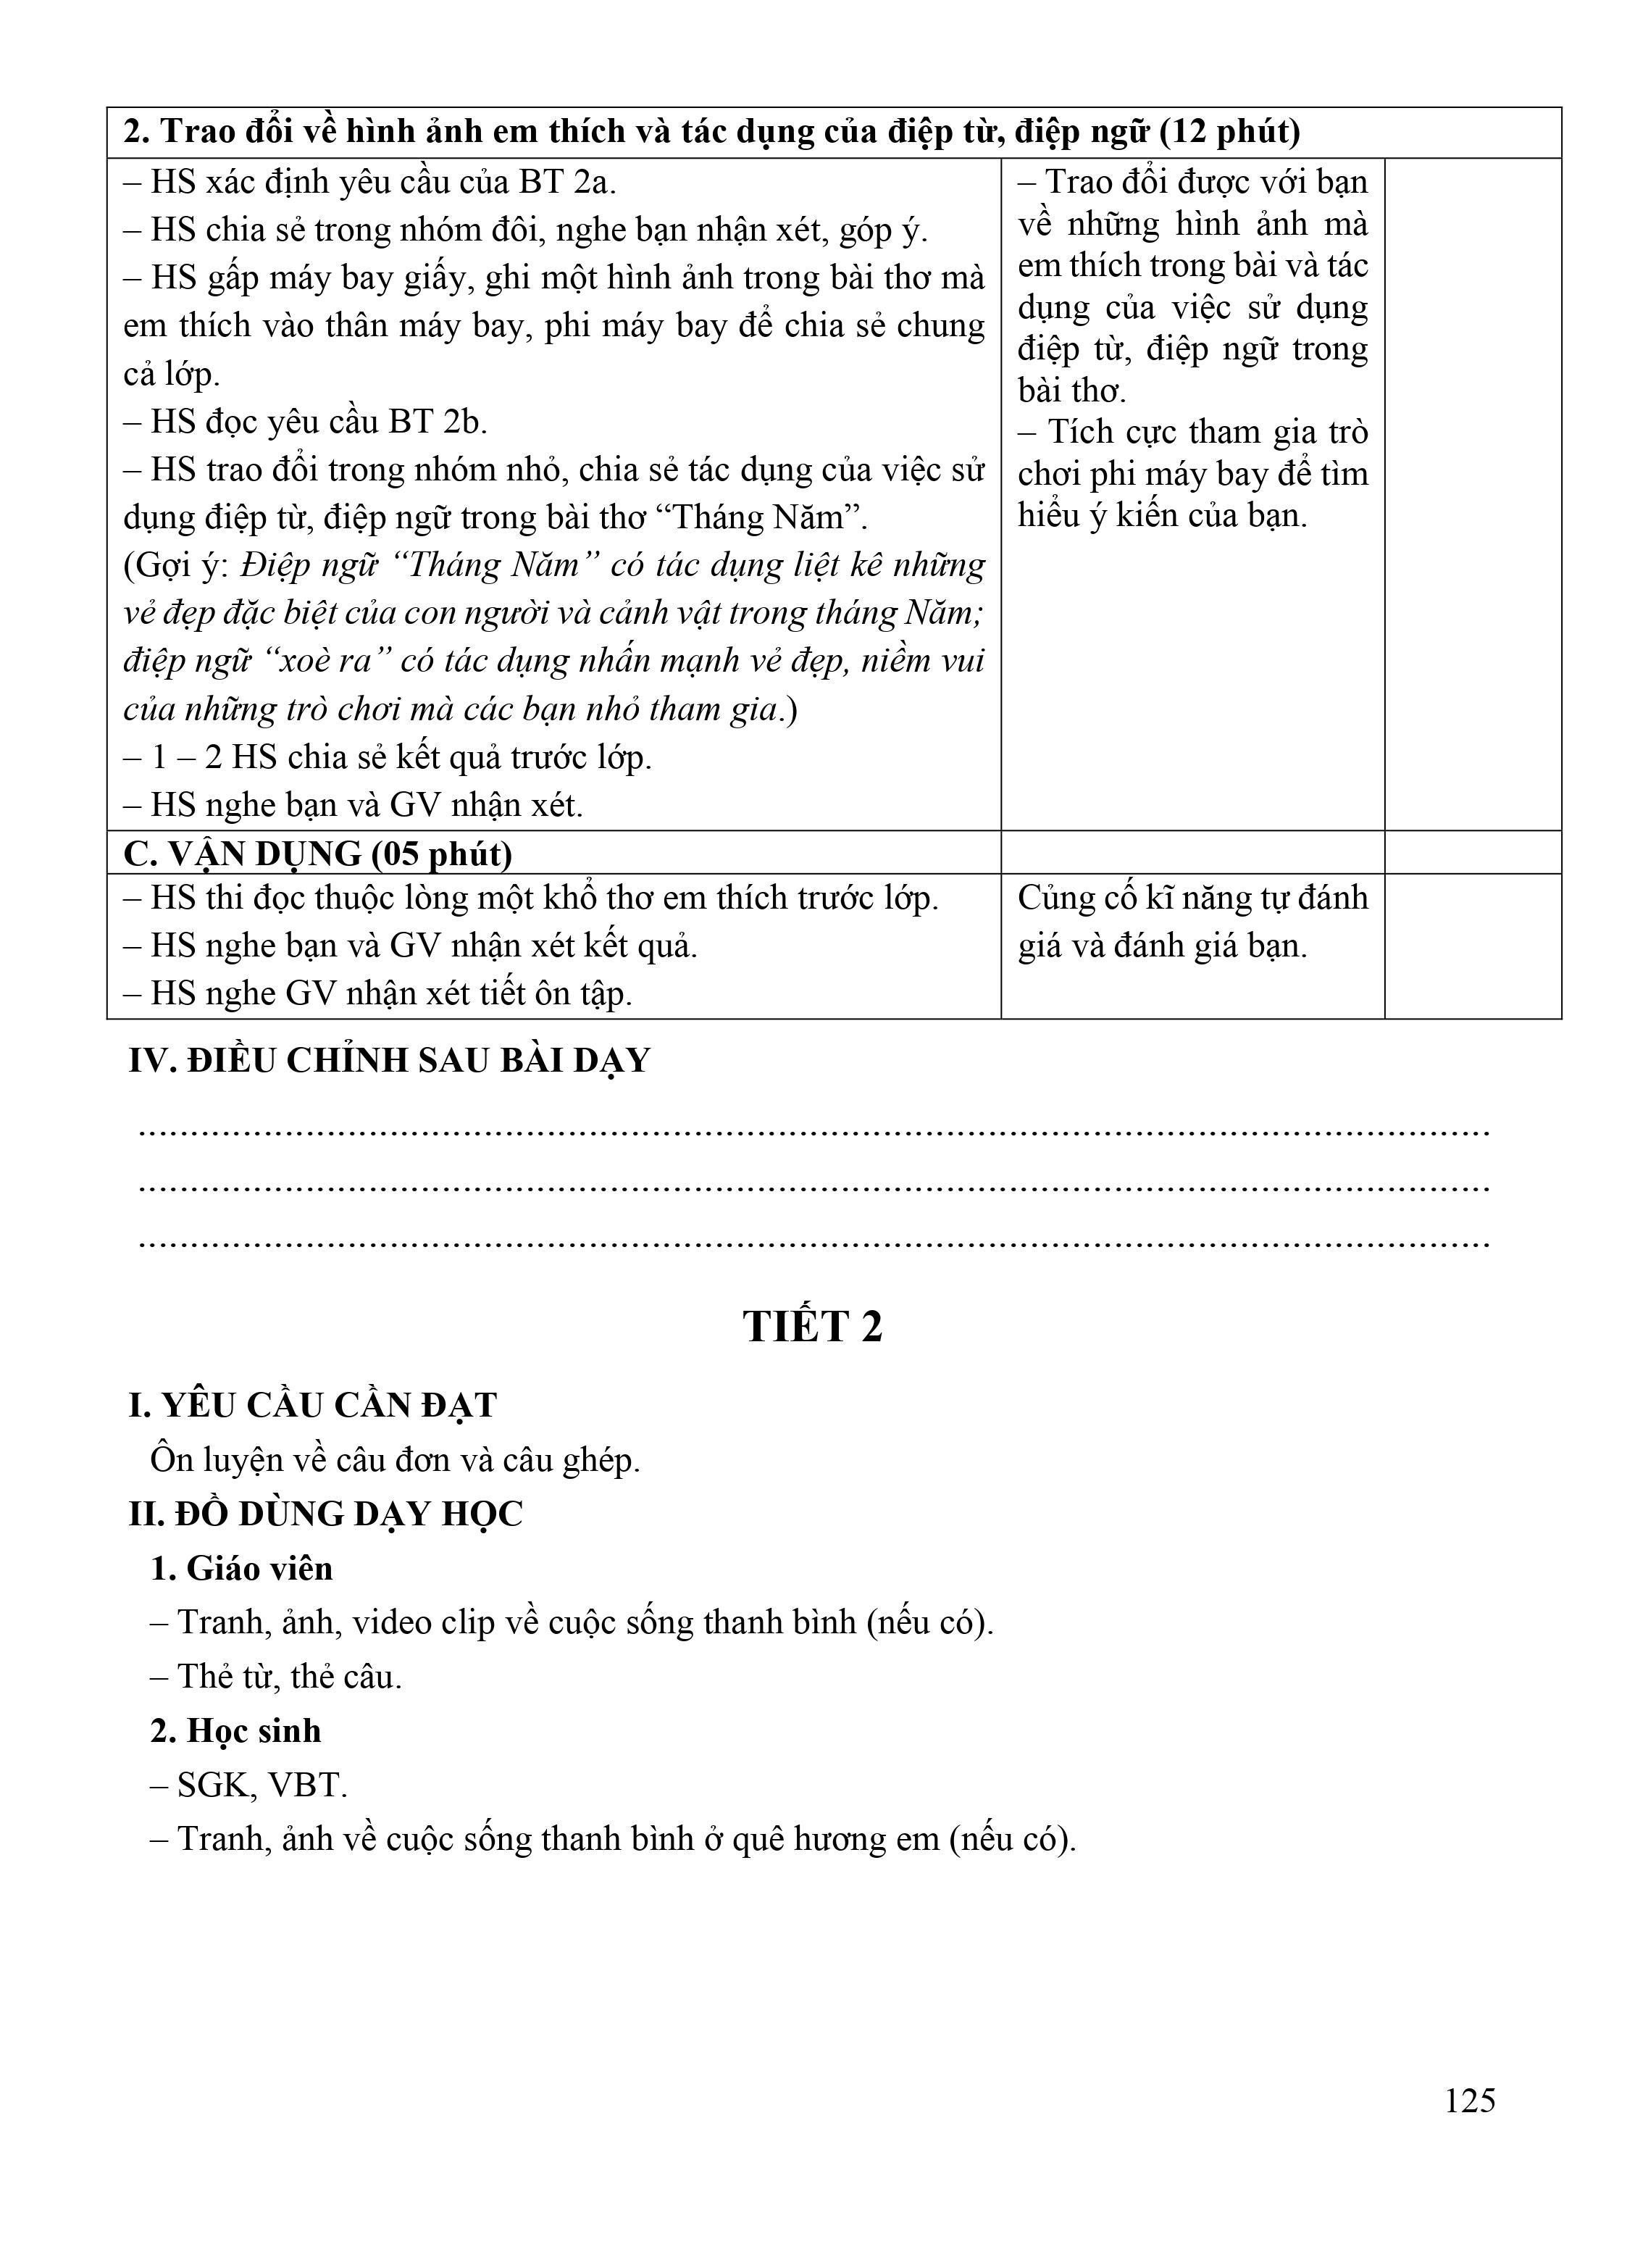 2. Trao đổi về hình ảnh em thích và tác dụng của điệp từ, điệp ngữ (12 phút)
– HS xác định yêu cầu của BT 2a.
– HS chia sẻ trong nhóm đôi, nghe bạn nhận xét, góp ý.
– HS gấp máy bay giấy, ghi một hình ảnh trong bài thơ mà
em thích vào thân máy bay, phi máy bay để chia sẻ chung
cả lớp.
– HS đọc yêu cầu BT 2b.
– HS trao đổi trong nhóm nhỏ, chia sẻ tác dụng của việc sử
dụng điệp từ, điệp ngữ trong bài thơ “Tháng Năm”.
(Gợi ý: Điệp ngữ “Tháng Năm” có tác dụng liệt kê những
vẻ đẹp đặc biệt của con người và cảnh vật trong tháng Năm;
điệp ngữ “xoè ra” có tác dụng nhấn mạnh vẻ đẹp, niềm vui
của những trò chơi mà các bạn nhỏ tham gia.)
– 1 – 2 HS chia sẻ kết quả trước lớp.
– HS nghe bạn và GV nhận xét.
– Trao đổi được với bạn
về những hình ảnh mà
em thích trong bài và tác
dụng của việc sử dụng
điệp từ, điệp ngữ trong
bài thơ.
– Tích cực tham gia trò
chơi phi máy bay để tìm
hiểu ý kiến của bạn.
C. VẬN DỤNG (05 phút)
– HS thi đọc thuộc lòng một khổ thơ em thích trước lớp.
– HS nghe bạn và GV nhận xét kết quả.
– HS nghe GV nhận xét tiết ôn tập.
Củng cố kĩ năng tự đánh
giá và đánh giá bạn.
IV. ĐIỀU CHỈNH SAU BÀI DẠY
TIẾT 2
I. YÊU CẦU CẦN ĐẠT
Ôn luyện về câu đơn và câu ghép.
II. ĐỒ DÙNG DẠY HỌC
1. Giáo viên
– Tranh, ảnh, video clip về cuộc sống thanh bình (nếu có).
– Thẻ từ, thẻ câu.
2. Học sinh
– SGK, VBT.
– Tranh, ảnh về cuộc sống thanh bình ở quê hương em (nếu có).
125